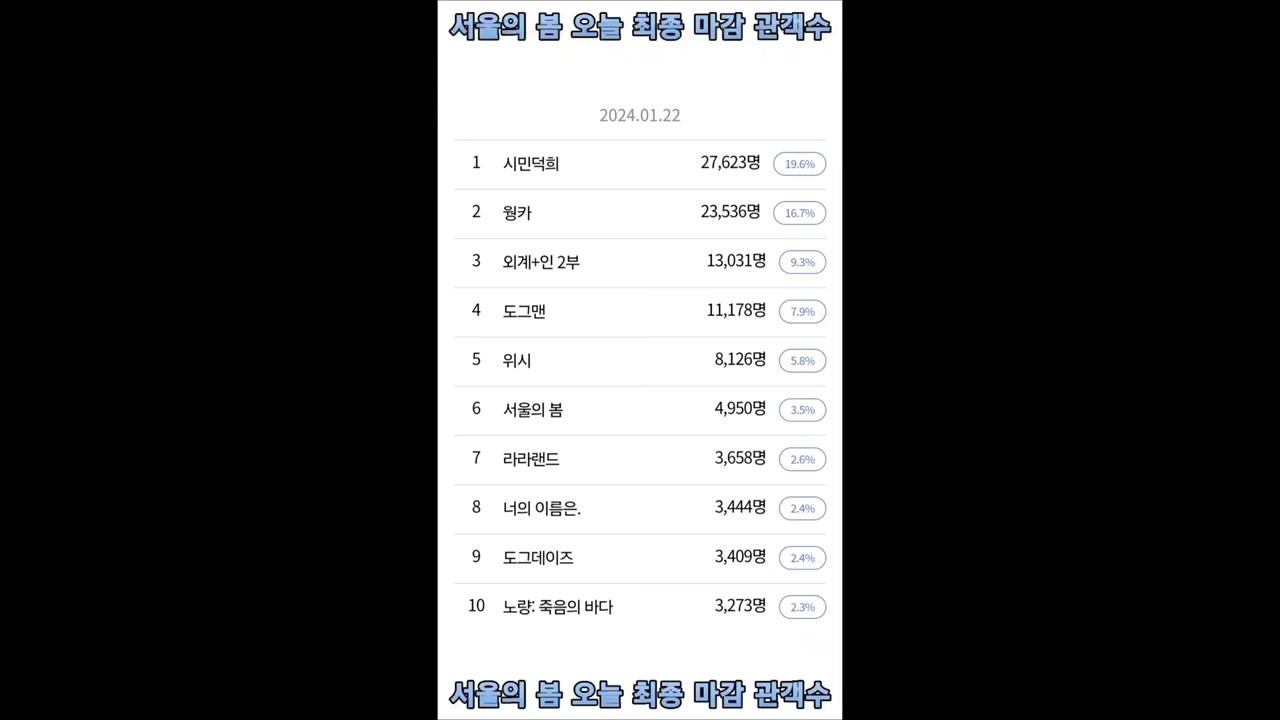 서울의 봄 오늘 최종 마감 관객수
2024.01.22
1 시민덕희 27,623명 19.6%
2 웡카 23,536명 16.7%
3 외계+인 2부 13,031명 9.3%
4 도그맨 11,178명 7.9%
5 위시 8,126명 5.8%
6 서울의 봄 4,950명 3.5%
7 라라랜드 3,658명 2.6%
8 너의 이름은. 3,444명 2.4%
9 도그데이즈 3,409명 2.4%
10 노량: 죽음의 바다 3,273명 2.3%
서울의 봄 오늘 최종 마감 관객수